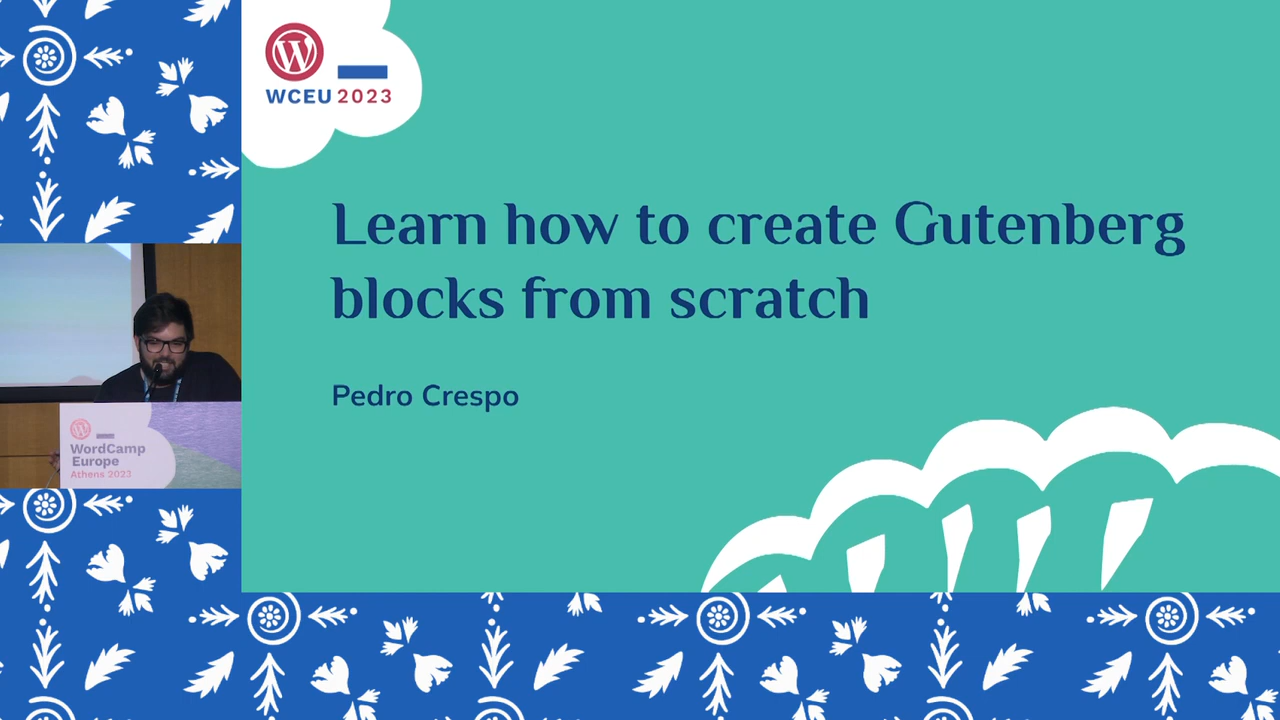 WCEU 2023
Learn how to create Gutenberg
blocks from scratch
Pedro Crespo
WordCamp
Europe
Athens 2023